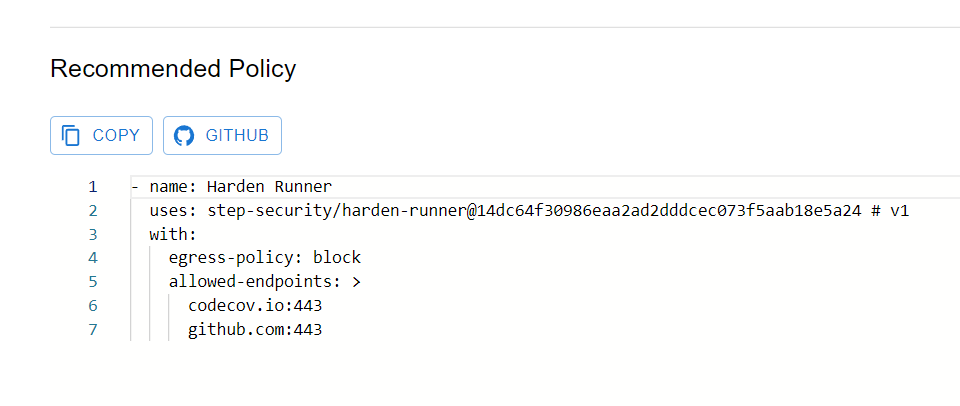 Recommended Policy
COPY GITHUB
1 - name: Harden Runner
2 uses: step-security/harden-runner@14dc64f30986eaa2ad2dddcec073f5aab18e5a24 # v1
3 with:
4 egress-policy: block
5 allowed-endpoints: >
6 codecov.io:443
7 github.com:443